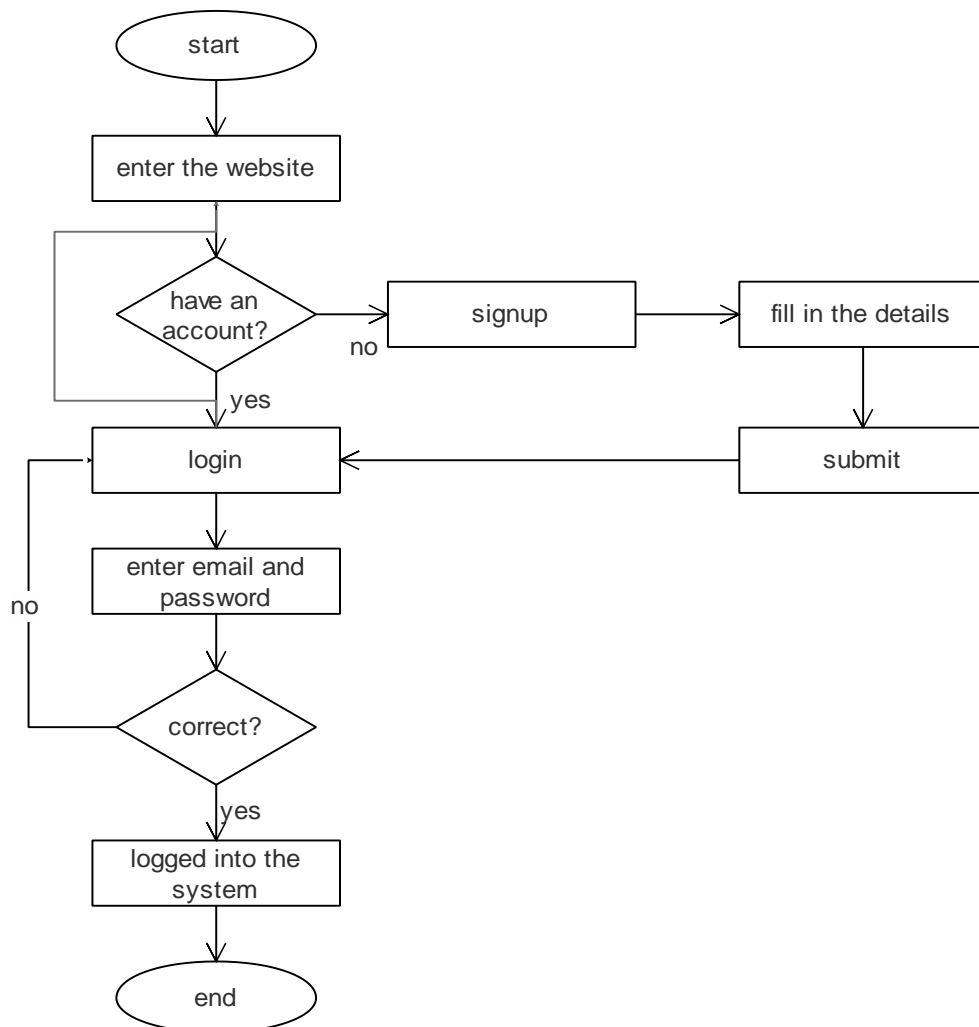 start
enter the website
have an
account?
no
signup
fill in the details
yes
login
submit
enter email and
password
no
correct?
yes
logged into the
system
end